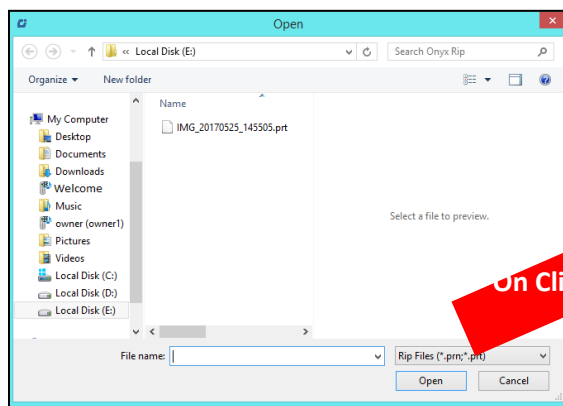 Open
« Local Disk (E:)
Search Onyx Rip
Organize
New folder
Name
My Computer
Desktop
IMG_20170525_145505.prt
Documents
Downloads
Welcome
Music
owner (owner1)
Select a file to preview.
Pictures
Videos
Local Disk (C:)
Local Disk (D:)
Local Disk (E:)
On Cli
File name:
Rip Files (*.prn;*.prt)
Open
Cancel